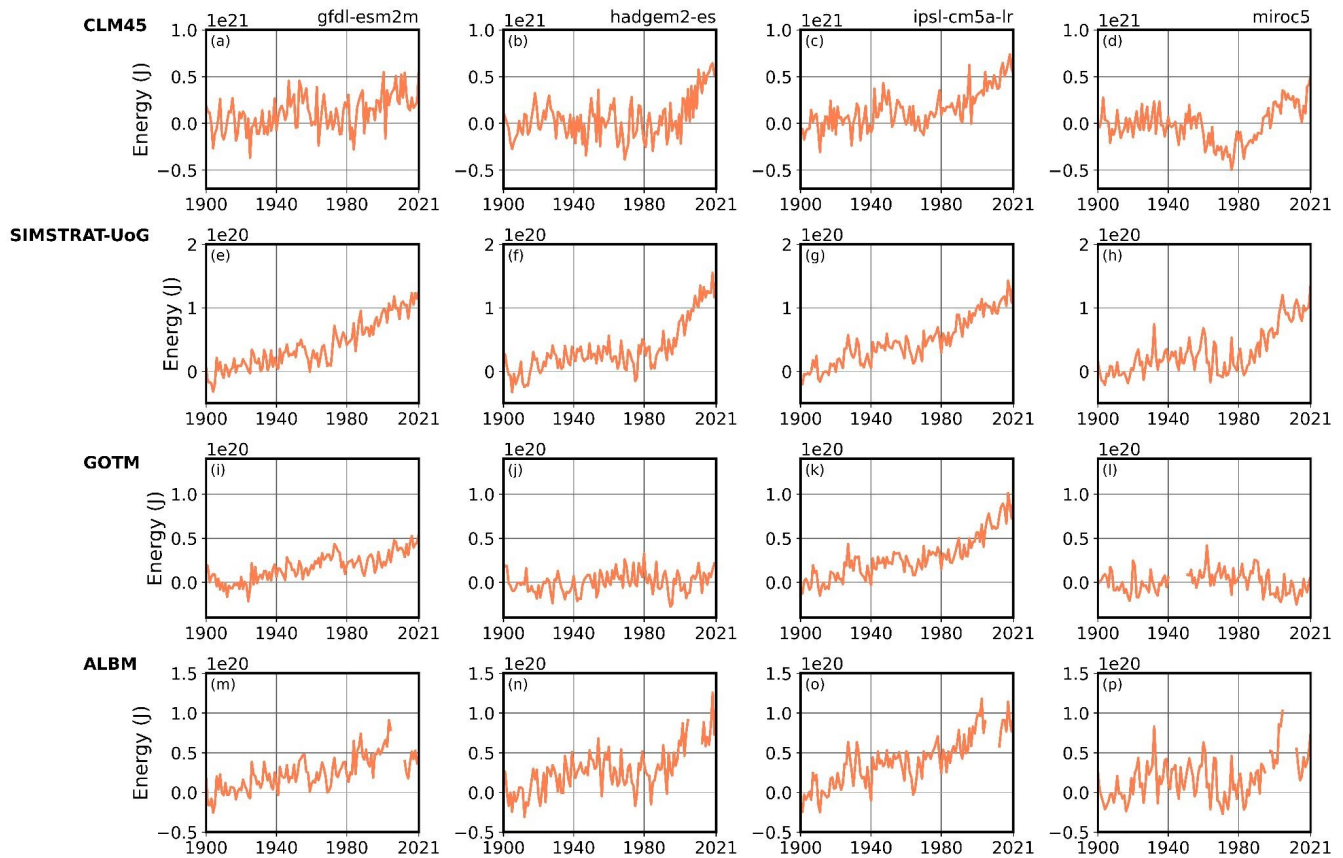 CLM45
gfdl-esm2m
hadgem2-es
ipsl-cm5a-lr
miroc5
1e21
1e21
1e21
1e21
(a)
(b)
(c)
(d)
Energy (J)
1.0
0.5
0.0
−0.5
1900 1940 1980 2021
1.0
0.5
0.0
−0.5
1900 1940 1980 2021
1.0
0.5
0.0
−0.5
1900 1940 1980 2021
1.0
0.5
0.0
−0.5
1900 1940 1980 2021
SIMSTRAT-UoG
1e20
1e20
1e20
1e20
(e)
(f)
(g)
(h)
Energy (J)
2
1
0
1900 1940 1980 2021
2
1
0
1900 1940 1980 2021
2
1
0
1900 1940 1980 2021
2
1
0
1900 1940 1980 2021
GOTM
1e20
1e20
1e20
1e20
(i)
(j)
(k)
(l)
Energy (J)
1.0
0.5
0.0
1900 1940 1980 2021
1.0
0.5
0.0
1900 1940 1980 2021
1.0
0.5
0.0
1900 1940 1980 2021
1.0
0.5
0.0
1900 1940 1980 2021
ALBM
1e20
1e20
1e20
1e20
(m)
(n)
(o)
(p)
Energy (J)
1.5
1.0
0.5
0.0
−0.5
1900 1940 1980 2021
1.5
1.0
0.5
0.0
−0.5
1900 1940 1980 2021
1.5
1.0
0.5
0.0
−0.5
1900 1940 1980 2021
1.5
1.0
0.5
0.0
−0.5
1900 1940 1980 2021